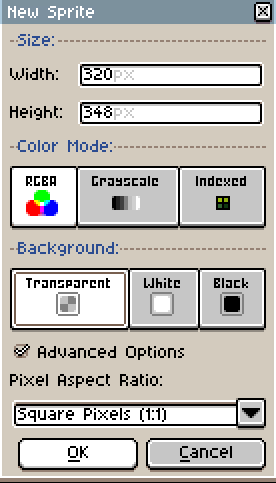 New Sprite
Size:
Width: 320px
Height: 348px
Color Mode:
RGBA Grayscale Indexed
Background:
Transparent White Black
Advanced Options
Pixel Aspect Ratio:
Square Pixels (1:1)
OK Cancel